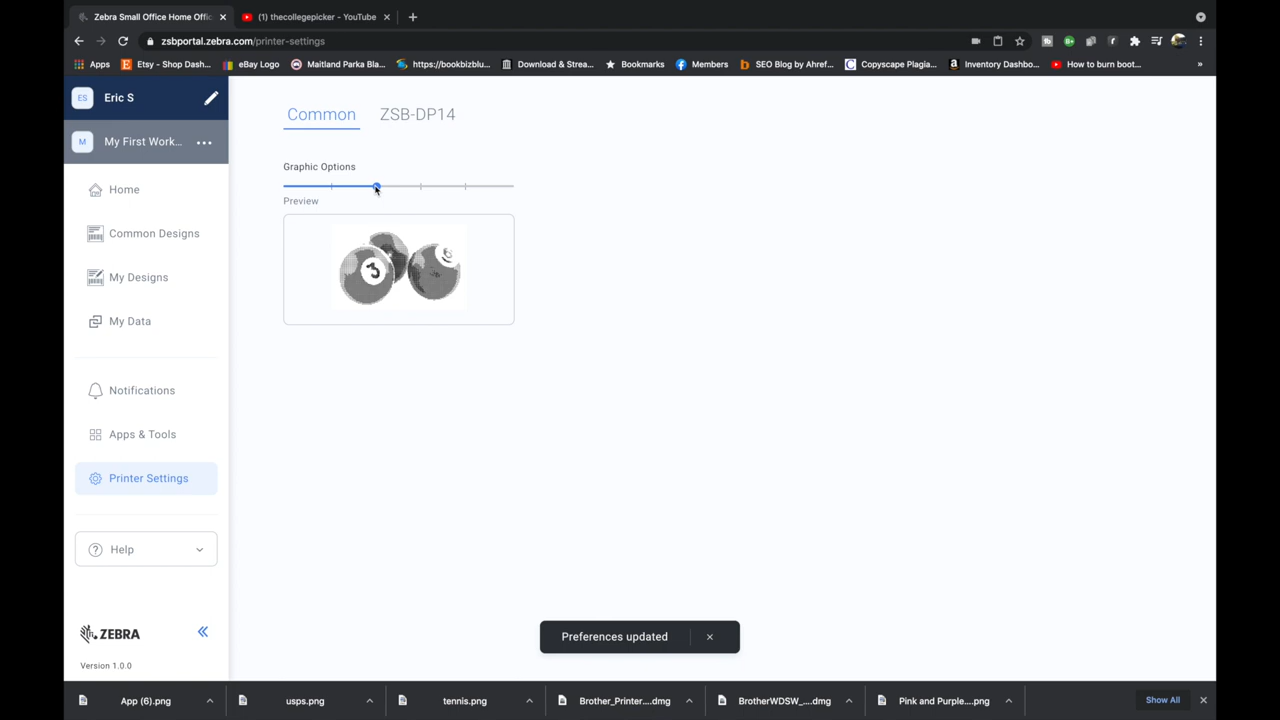 Zebra Small Office Home Offic
(1) thecollegepicker - YouTube
zsbportal.zebra.com/printer-settings
Apps
Etsy - Shop Dash...
eBay Logo
Maitland Parka Bla...
https://bookbizblu...
Download & Strea...
Bookmarks
Members
SEO Blog by Ahref...
Copyscape Plagia...
Inventory Dashbo...
How to burn boot...
»
ES
Eric S
M
My First Work...
Home
Common Designs
My Designs
My Data
Notifications
Apps & Tools
Printer Settings
Help
ZEBRA
Version 1.0.0
Common
ZSB-DP14
Graphic Options
Preview
3
Preferences updated
App (6).png
usps.png
tennis.png
Brother_Printer....dmg
BrotherWDSW_...dmg
Pink and Purple....png
Show All